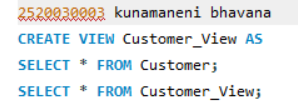 2520030003 kunamaneni bhavana
CREATE VIEW Customer_View AS
SELECT * FROM Customer;
SELECT * FROM Customer_View;